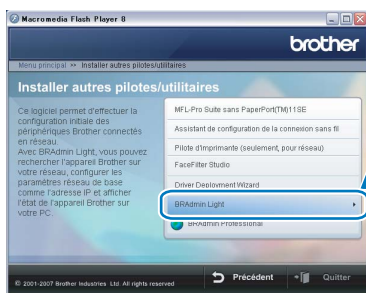 Macromedia Flash Player 8
brother
Menu principal >> Installer autres pilotes/utilitaires
Installer autres pilotes/utilitaires
Ce logiciel permet d'effectuer la
configuration initiale des
périphériques Brother connectés
en réseau.
Avec BRAdmin Light, vous pouvez
rechercher l'appareil Brother sur
votre réseau, configurer les
paramètres réseau de base
comme l'adresse IP et afficher
l'état de l'appareil Brother sur
votre PC.
MFL-Pro Suite sans PaperPort(TM)11SE
Assistant de configuration de la connexion sans fil
Pilote d'Imprimante (seulement, pour réseau)
FaceFilter Studio
Driver Deployment Wizard
BRAdmin Light
BRAdmin Professional
© 2001-2007 Brother Industries Ltd. All rights reserved
Précédent
Quitter